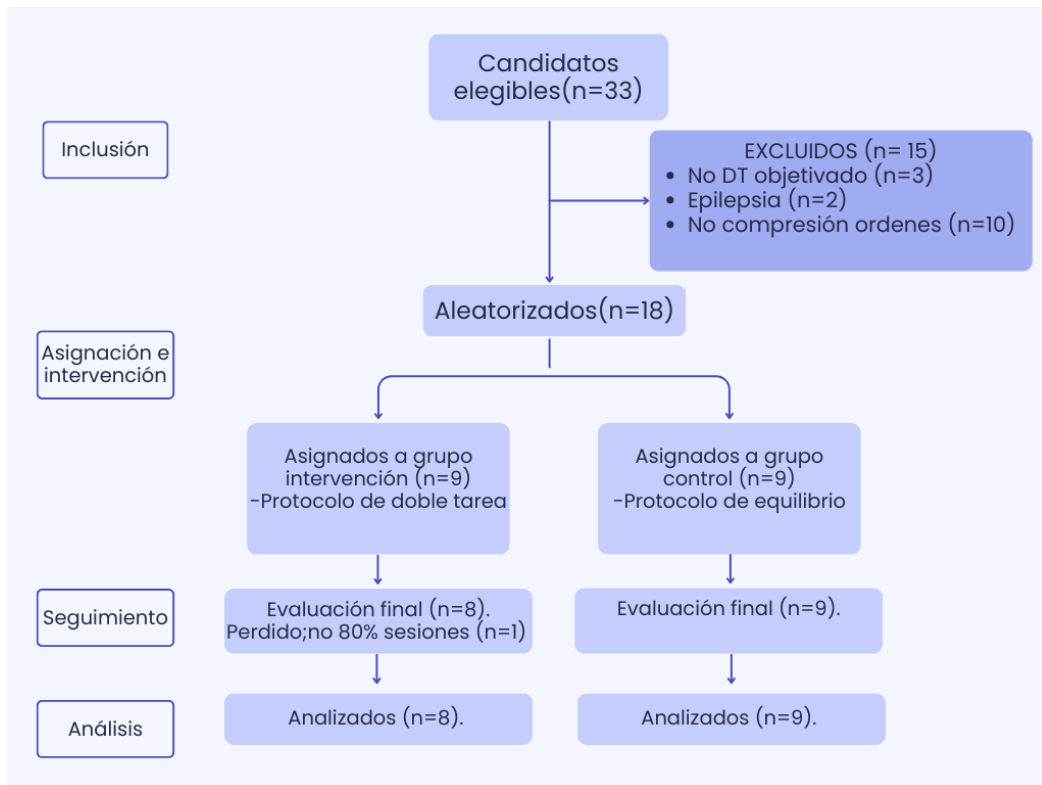 Candidatos
elegibles(n=33)
Inclusión
EXCLUIDOS (n= 15)
• No DT objetivado (n=3)
• Epilepsia (n=2)
• No compresión ordenes (n=10)
Aleatorizados(n=18)
Asignación e
intervención
Asignados a grupo
intervención (n=9)
-Protocolo de doble tarea
Asignados a grupo
control (n=9)
-Protocolo de equilibrio
Seguimiento
Evaluación final (n=8).
Perdido;no 80% sesiones (n=1)
Evaluación final (n=9).
Análisis
Analizados (n=8).
Analizados (n=9).